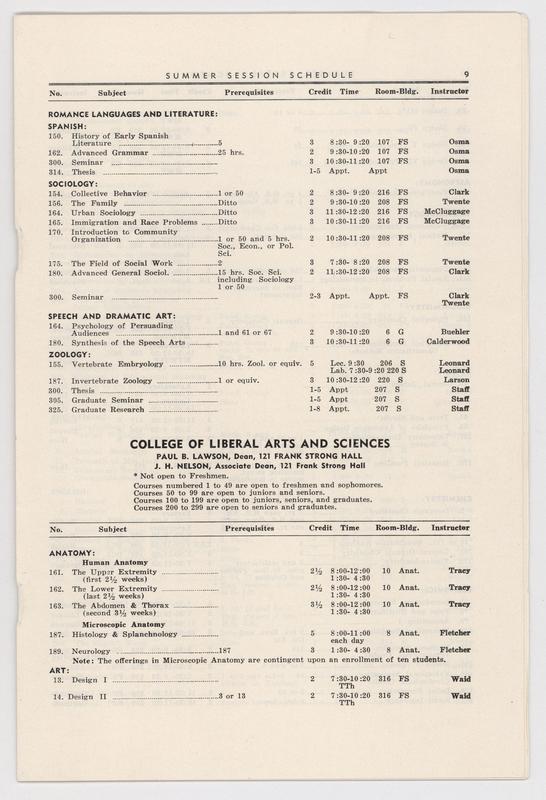 SUMMER SESSION SCHEDULE 9
No. Subject Prerequisites Credit Time Room-Bldg. Instructor
ROMANCE LANGUAGES AND LITERATURE:
SPANISH:
150. History of Early Spanish
Literature 5 3 8:30- 9:20 107 FS Osma
162. Advanced Grammar 25 hrs. 2 9:30-10:20 107 FS Osma
300. Seminar 3 10:30-11:20 107 FS Osma
314. Thesis 1-5 Appt. Appt Osma
SOCIOLOGY:
154. Collective Behavior 1 or 50 2 8:30- 9:20 216 FS Clark
156. The Family Ditto 2 9:30-10:20 208 FS Twente
164. Urban Sociology Ditto 3 11:30-12:20 216 FS McCluggage
165. Immigration and Race Problems Ditto 3 10:30-11:20 216 FS McCluggage
170. Introduction to Community
Organization 1 or 50 and 5 hrs. 2 10:30-11:20 208 FS Twente
Soc., Econ., or Pol.
Sci.
175. The Field of Social Work 2 3 7:30- 8:20 208 FS Twente
180. Advanced General Sociol. 15 hrs. Soc. Sci. 2 11:30-12:20 208 FS Clark
including Sociology
1 or 50
300. Seminar 2-3 Appt. Appt. FS Clark
Twente
SPEECH AND DRAMATIC ART:
164. Psychology of Persuading
Audiences 1 and 61 or 67 2 9:30-10:20 6 G Buehler
180. Synthesis of the Speech Arts 3 10:30-11:20 6 G Calderwood
ZOOLOGY:
155. Vertebrate Embryology 10 hrs. Zool. or equiv. 5 Lec. 9:30 206 S Leonard
Lab. 7:30-9:20 220 S Leonard
187. Invertebrate Zoology 1 or equiv. 3 10:30-12:20 220 S Larson
300. Thesis 1-5 Appt 207 S Staff
305. Graduate Seminar 1-5 Appt 207 S Staff
325. Graduate Research 1-8 Appt. 207 S Staff
COLLEGE OF LIBERAL ARTS AND SCIENCES
PAUL B. LAWSON, Dean, 121 FRANK STRONG HALL
J. H. NELSON, Associate Dean, 121 Frank Strong Hall
* Not open to Freshmen.
Courses numbered 1 to 49 are open to freshmen and sophomores.
Courses 50 to 99 are open to juniors and seniors.
Courses 100 to 199 are open to juniors, seniors, and graduates.
Courses 200 to 299 are open to seniors and graduates.
No. Subject Prerequisites Credit Time Room-Bldg. Instructor
ANATOMY:
Human Anatomy
161. The Upper Extremity 2½ 8:00-12:00 10 Anat. Tracy
(first 2½ weeks) 1:30- 4:30
162. The Lower Extremity 2½ 8:00-12:00 10 Anat. Tracy
(last 2½ weeks) 1:30- 4:30
163. The Abdomen & Thorax 3½ 8:00-12:00 10 Anat. Tracy
(second 3½ weeks) 1:30- 4:30
Microscopic Anatomy
187. Histology & Splanchnology 5 8:00-11:00 8 Anat. Fletcher
each day
189. Neurology 187 3 1:30- 4:30 8 Anat. Fletcher
Note: The offerings in Microscopic Anatomy are contingent upon an enrollment of ten students.
ART:
13. Design I 2 7:30-10:20 316 FS Waid
TTh
14. Design II 3 or 13 2 7:30-10:20 316 FS Waid
TTh